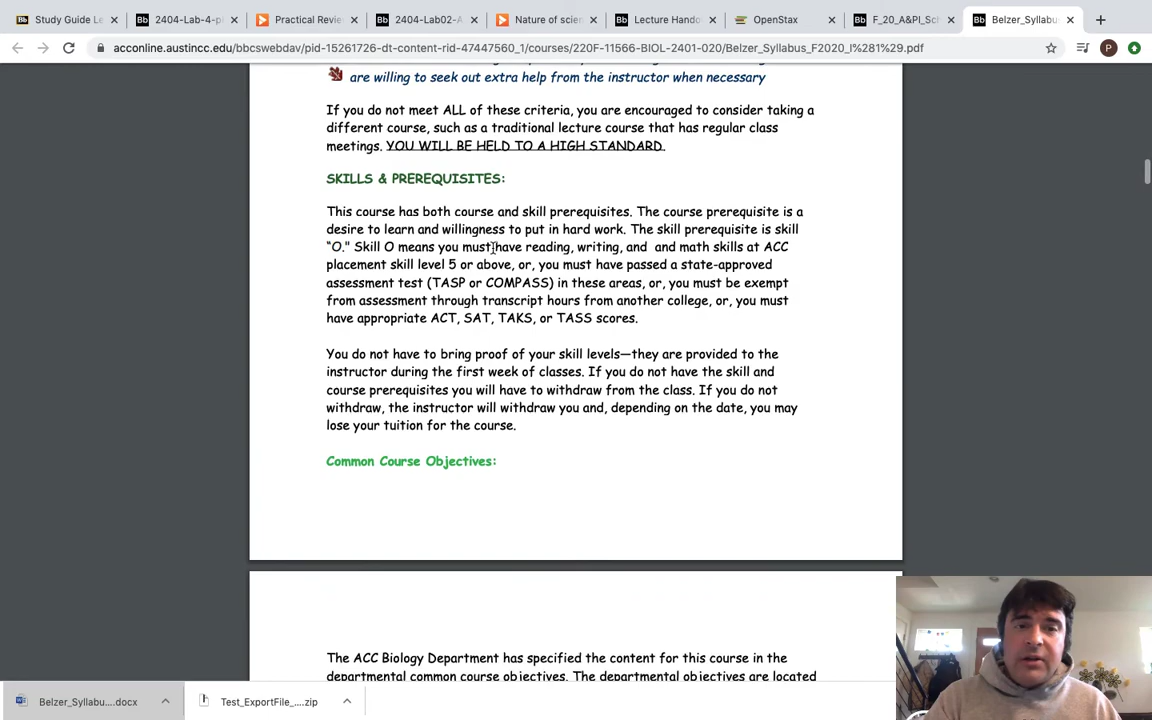 Study Guide Le
2404-Lab-4-pl
Practical Revie
2404-Lab02-A
Nature of scien
Lecture Hando
OpenStax
F_20_A&PI_Sch
Belzer_Syllabus
acconline.austincc.edu/bbcswebdav/pid-15261726-dt-content-rid-47447560_1/courses/220F-11566-BIOL-2401-020/Belzer_Syllabus_F2020_I%281%29.pdf
are willing to seek out extra help from the instructor when necessary
If you do not meet ALL of these criteria, you are encouraged to consider taking a
different course, such as a traditional lecture course that has regular class
meetings. YOU WILL BE HELD TO A HIGH STANDARD.
SKILLS & PREREQUISITES:
This course has both course and skill prerequisites. The course prerequisite is a
desire to learn and willingness to put in hard work. The skill prerequisite is skill
“O." Skill O means you must have reading, writing, and and math skills at ACC
placement skill level 5 or above, or, you must have passed a state-approved
assessment test (TASP or COMPASS) in these areas, or, you must be exempt
from assessment through transcript hours from another college, or, you must
have appropriate ACT, SAT, TAKS, or TASS scores.
You do not have to bring proof of your skill levels—they are provided to the
instructor during the first week of classes. If you do not have the skill and
course prerequisites you will have to withdraw from the class. If you do not
withdraw, the instructor will withdraw you and, depending on the date, you may
lose your tuition for the course.
Common Course Objectives:
The ACC Biology Department has specified the content for this course in the
departmental common course objectives. The departmental objectives are located
Belzer_Syllabu....docx
Test_ExportFile_....zip